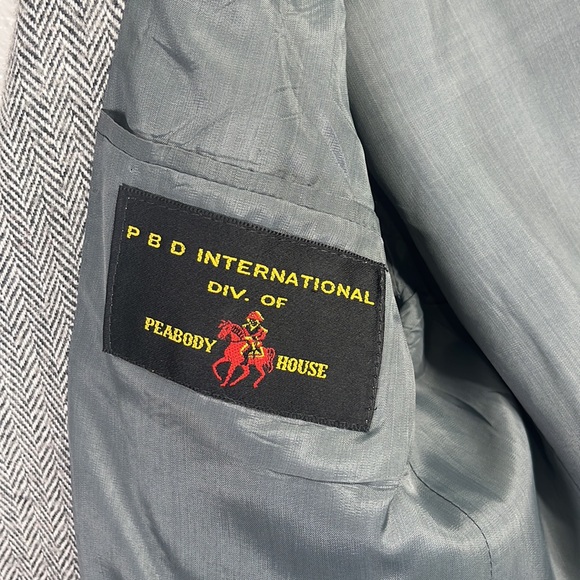 P B D INTERNATIONAL
DIV. OF
PEABODY HOUSE